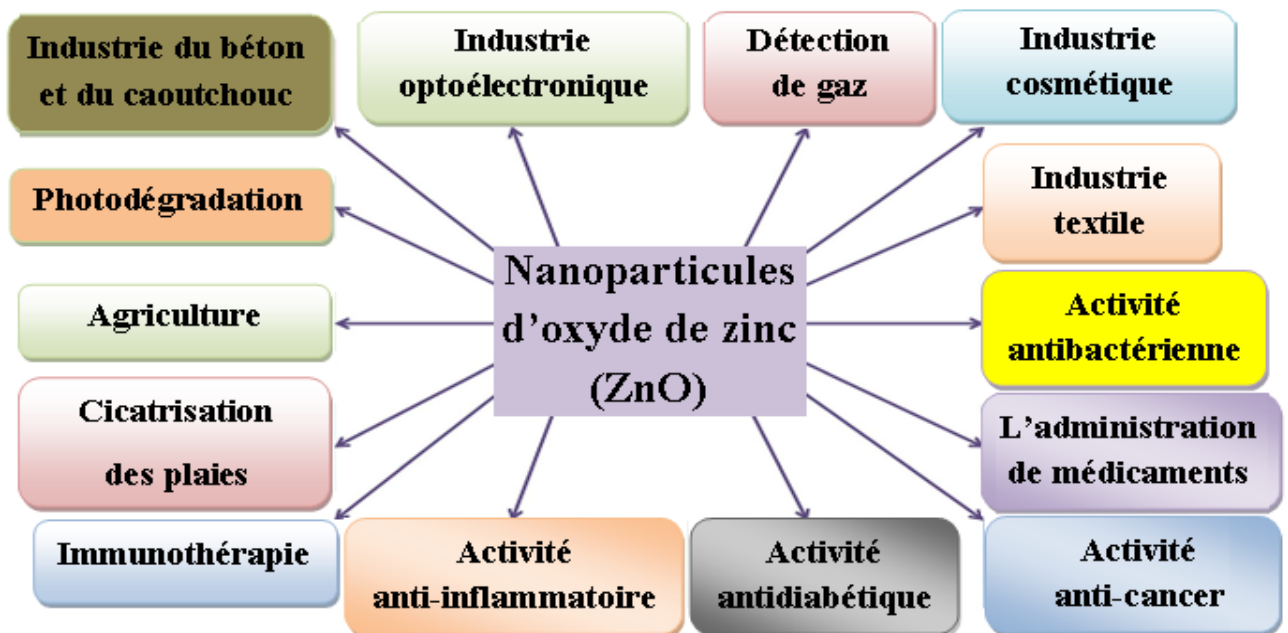 Industrie du béton
et du caoutchouc
Industrie
optoélectronique
Détection
de gaz
Industrie
cosmétique
Photodégradation
Industrie
textile
Nanoparticules
d’oxyde de zinc
(ZnO)
Agriculture
Activité
antibactérienne
Cicatrisation
des plaies
L’administration
de médicaments
Immunothérapie
Activité
anti-inflammatoire
Activité
antidiabétique
Activité
anti-cancer